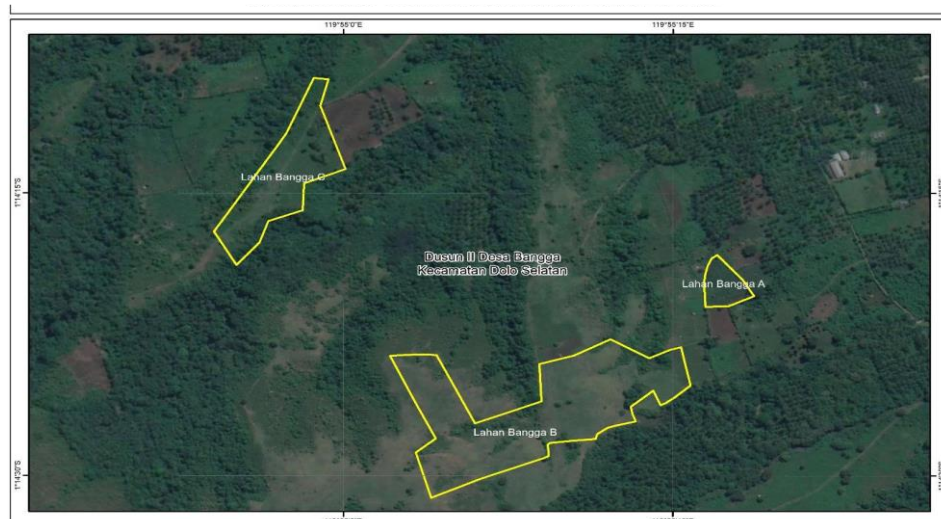 119°55'0"E 119°55'15"E
Lahan Bangga C
1°14'15"S
Dusun II Desa Bangga
Kecamatan Dolo Selatan
Lahan Bangga A
Lahan Bangga B
1°14'30"S